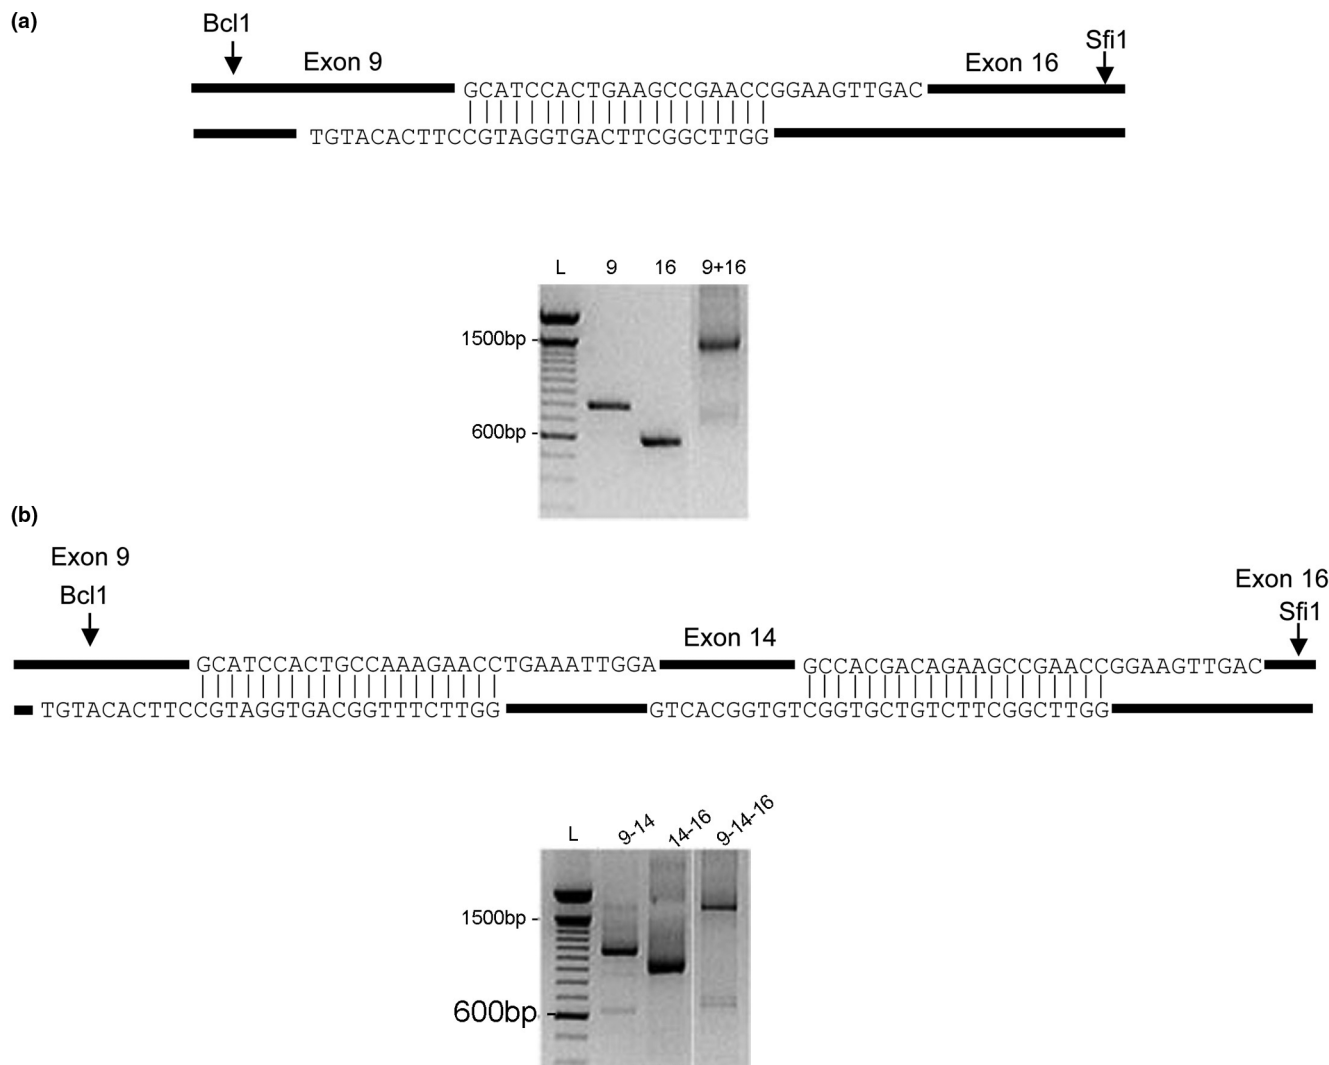 (a)
Bcl1
Sfi1
Exon 9
Exon 16
GCATCCACTGAAGCCGAACCGGAAGTTGAC
TGTACACTTCCGTAGGTGACTTCGGCTTGG
L 9 16 9+16
1500bp
600bp
(b)
Exon 9
Exon 16
Bcl1
Sfi1
Exon 14
GCATCCACTGCCAAAGAACCTGAAATTGGA GCCACGACAGAAGCCGAACCGGAAGTTGAC
TGTACACTTCCGTAGGTGACGGTTTCTTGG GTCACGGTGTCGGTGCTGTCTTCGGCTTGG
L 9-14 14-16 9-14-16
1500bp
600bp